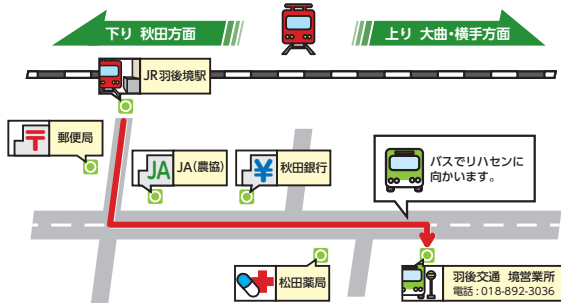 下り 秋田方面
上り 大曲・横手方面
JR羽後境駅
〒 郵便局
JA JA(農協)
¥ 秋田銀行
バスでリハセンに
向かいます。
松田薬局
羽後交通 境営業所
電話:018-892-3036